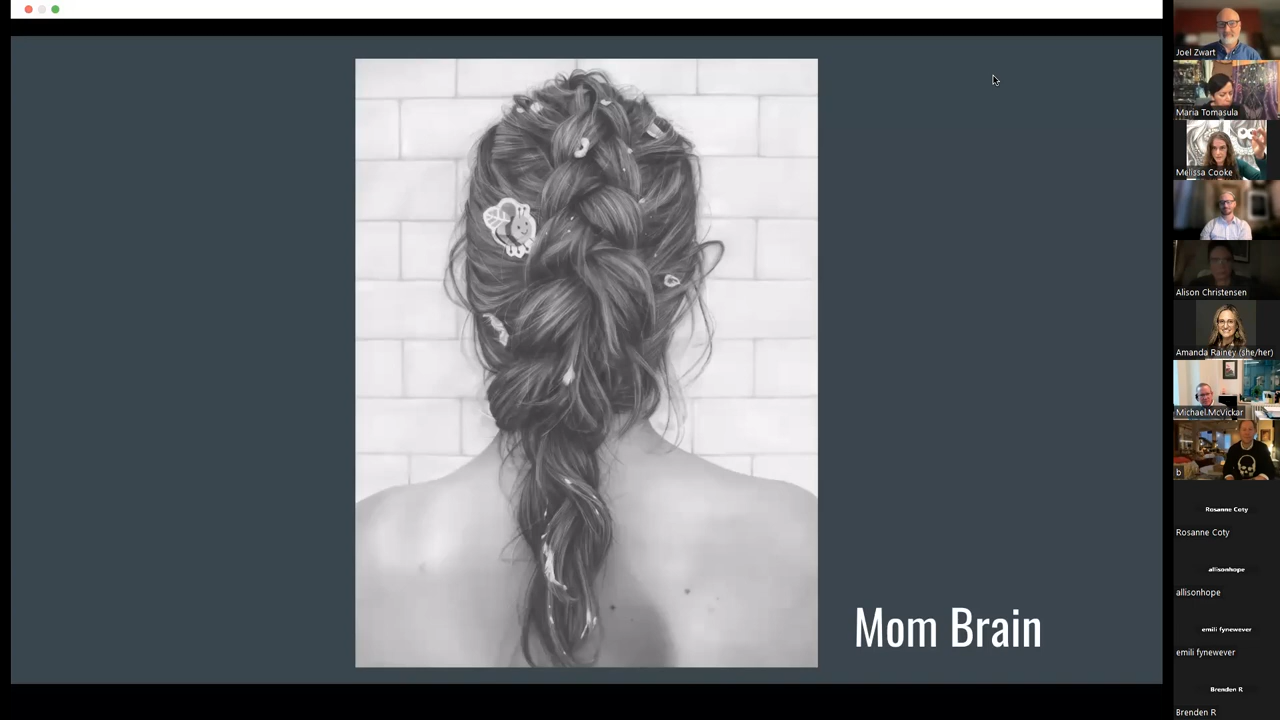 Mom Brain
Joel Zwart
Maria Tomasula
Melissa Cooke
Alison Christensen
Amanda Rainey (she/her)
Michael.McVickar
b
Rosanne Coty
Rosanne Coty
allisonhope
allisonhope
emili fynewever
emili fynewever
Brenden R
Brenden R